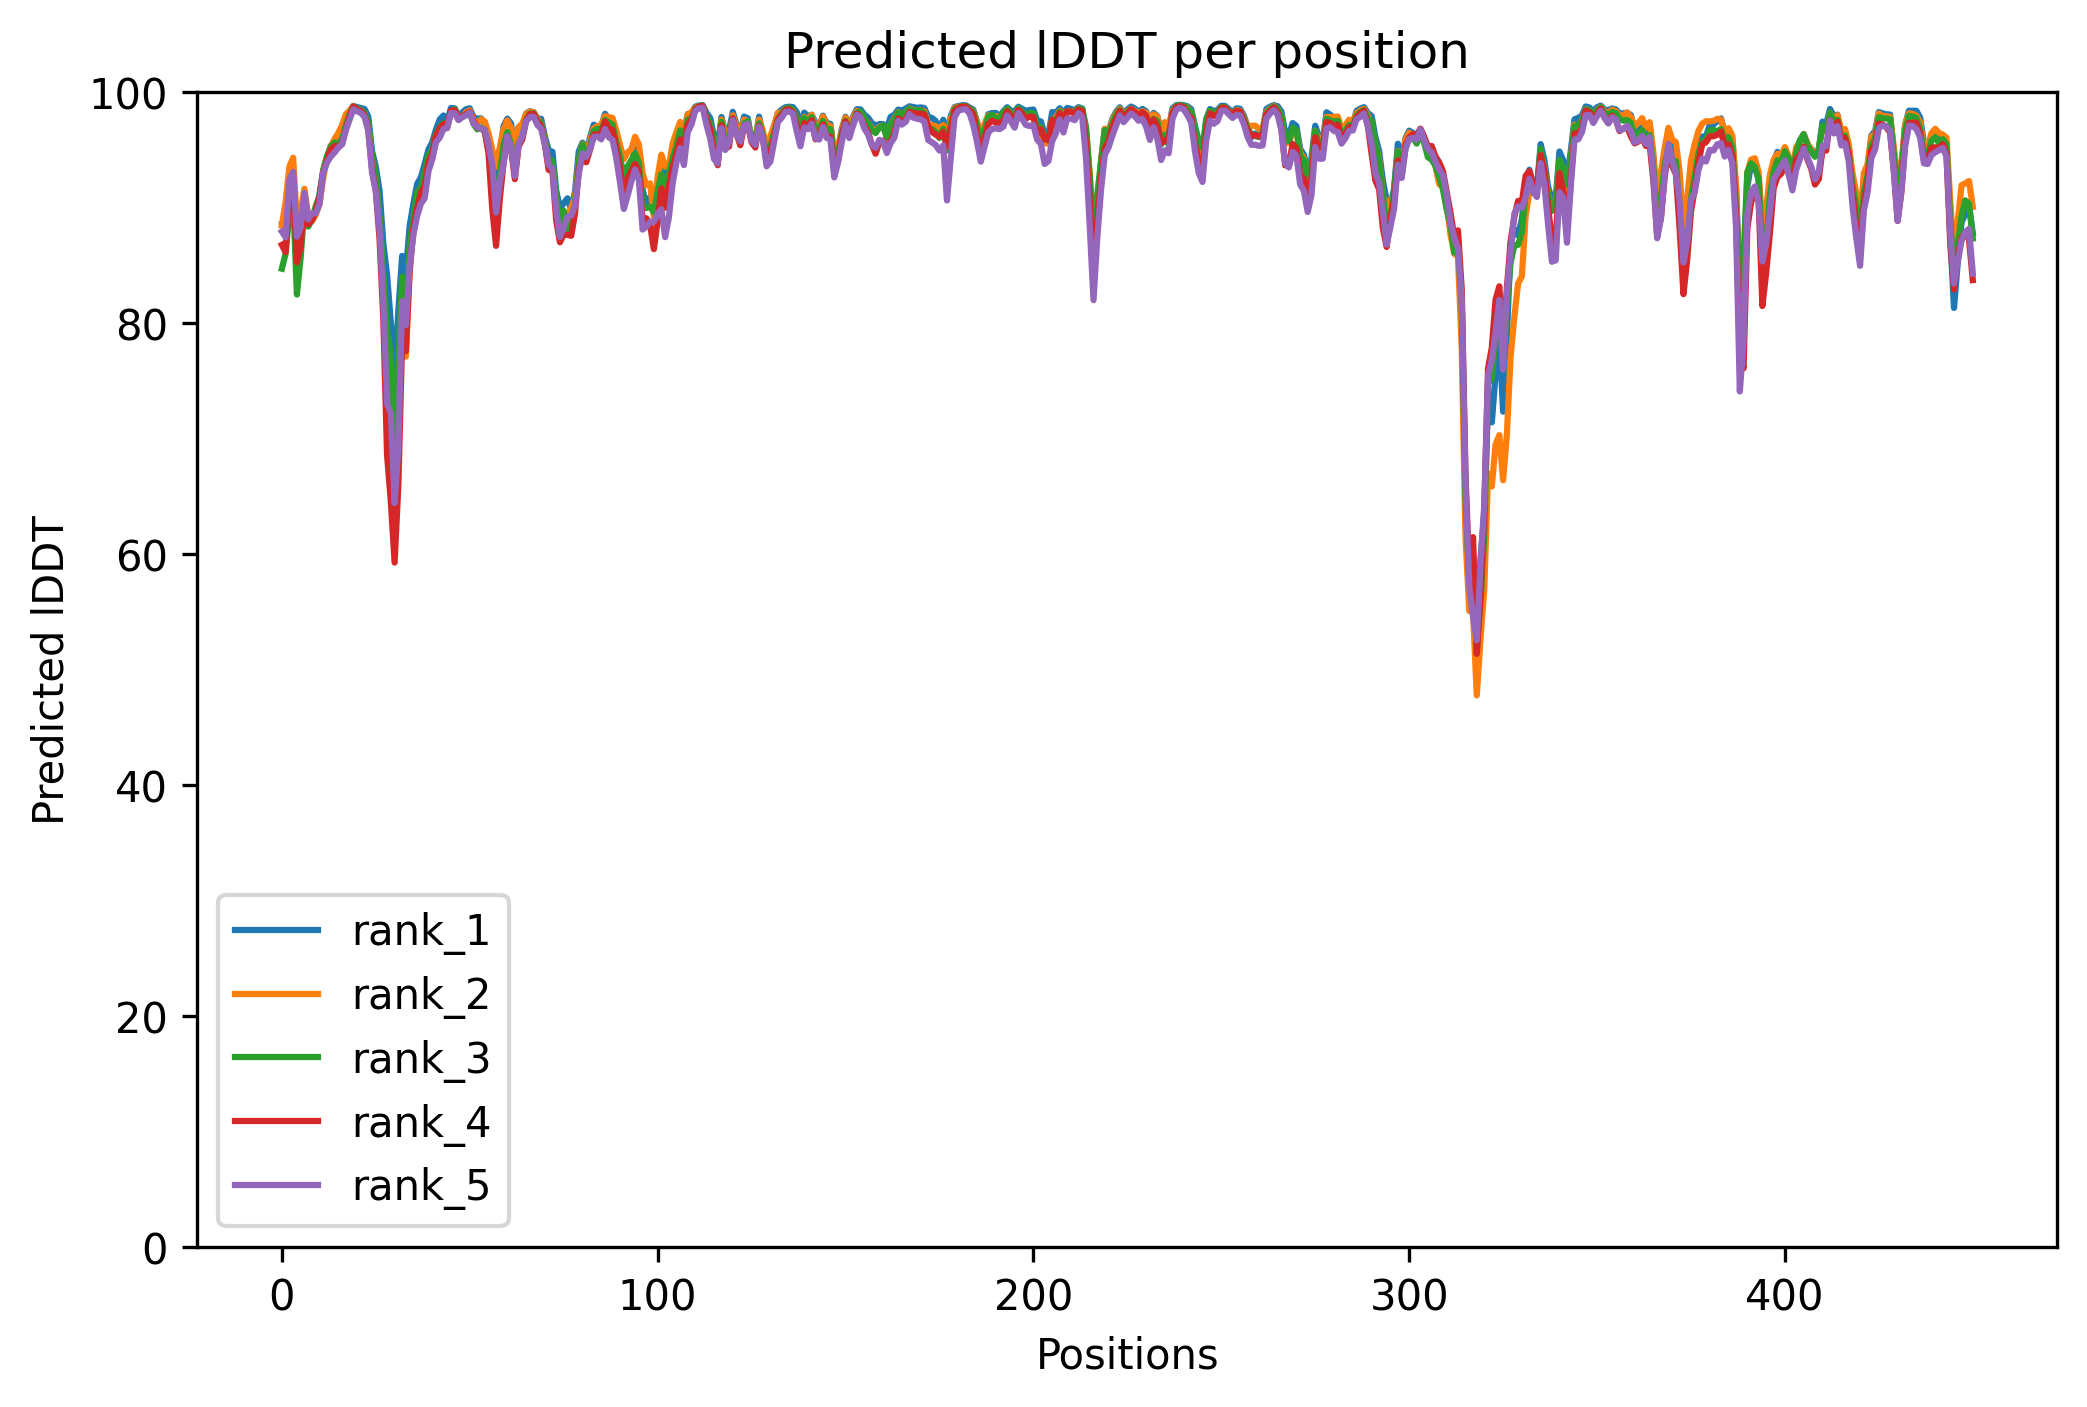 Predicted lDDT per position
100
80
60
40
20
0
Predicted lDDT
rank_1
rank_2
rank_3
rank_4
rank_5
0 100 200 300 400
Positions